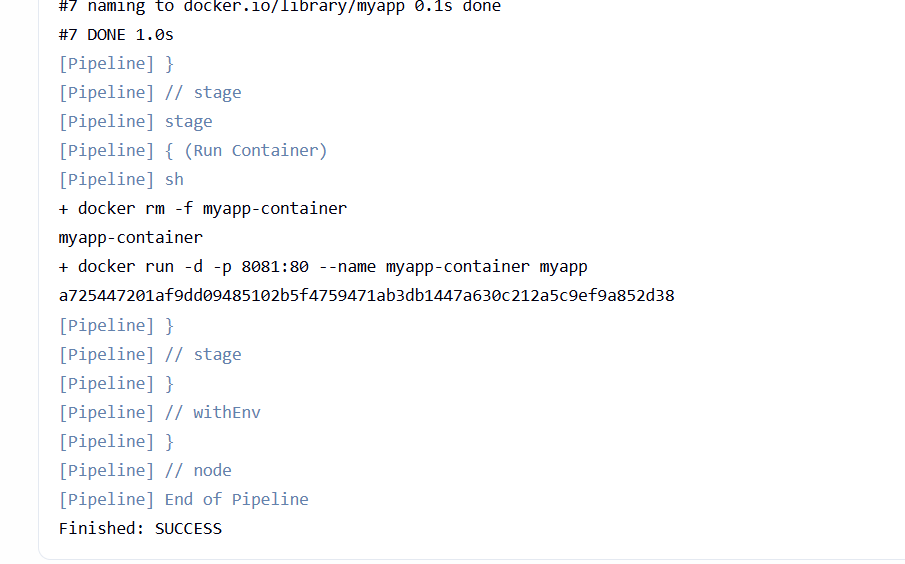 #7 naming to docker.io/library/myapp 0.1s done
#7 DONE 1.0s
[Pipeline] }
[Pipeline] // stage
[Pipeline] stage
[Pipeline] { (Run Container)
[Pipeline] sh
+ docker rm -f myapp-container
myapp-container
+ docker run -d -p 8081:80 --name myapp-container myapp
a725447201af9dd09485102b5f4759471ab3db1447a630c212a5c9ef9a852d38
[Pipeline] }
[Pipeline] // stage
[Pipeline] }
[Pipeline] // withEnv
[Pipeline] }
[Pipeline] // node
[Pipeline] End of Pipeline
Finished: SUCCESS